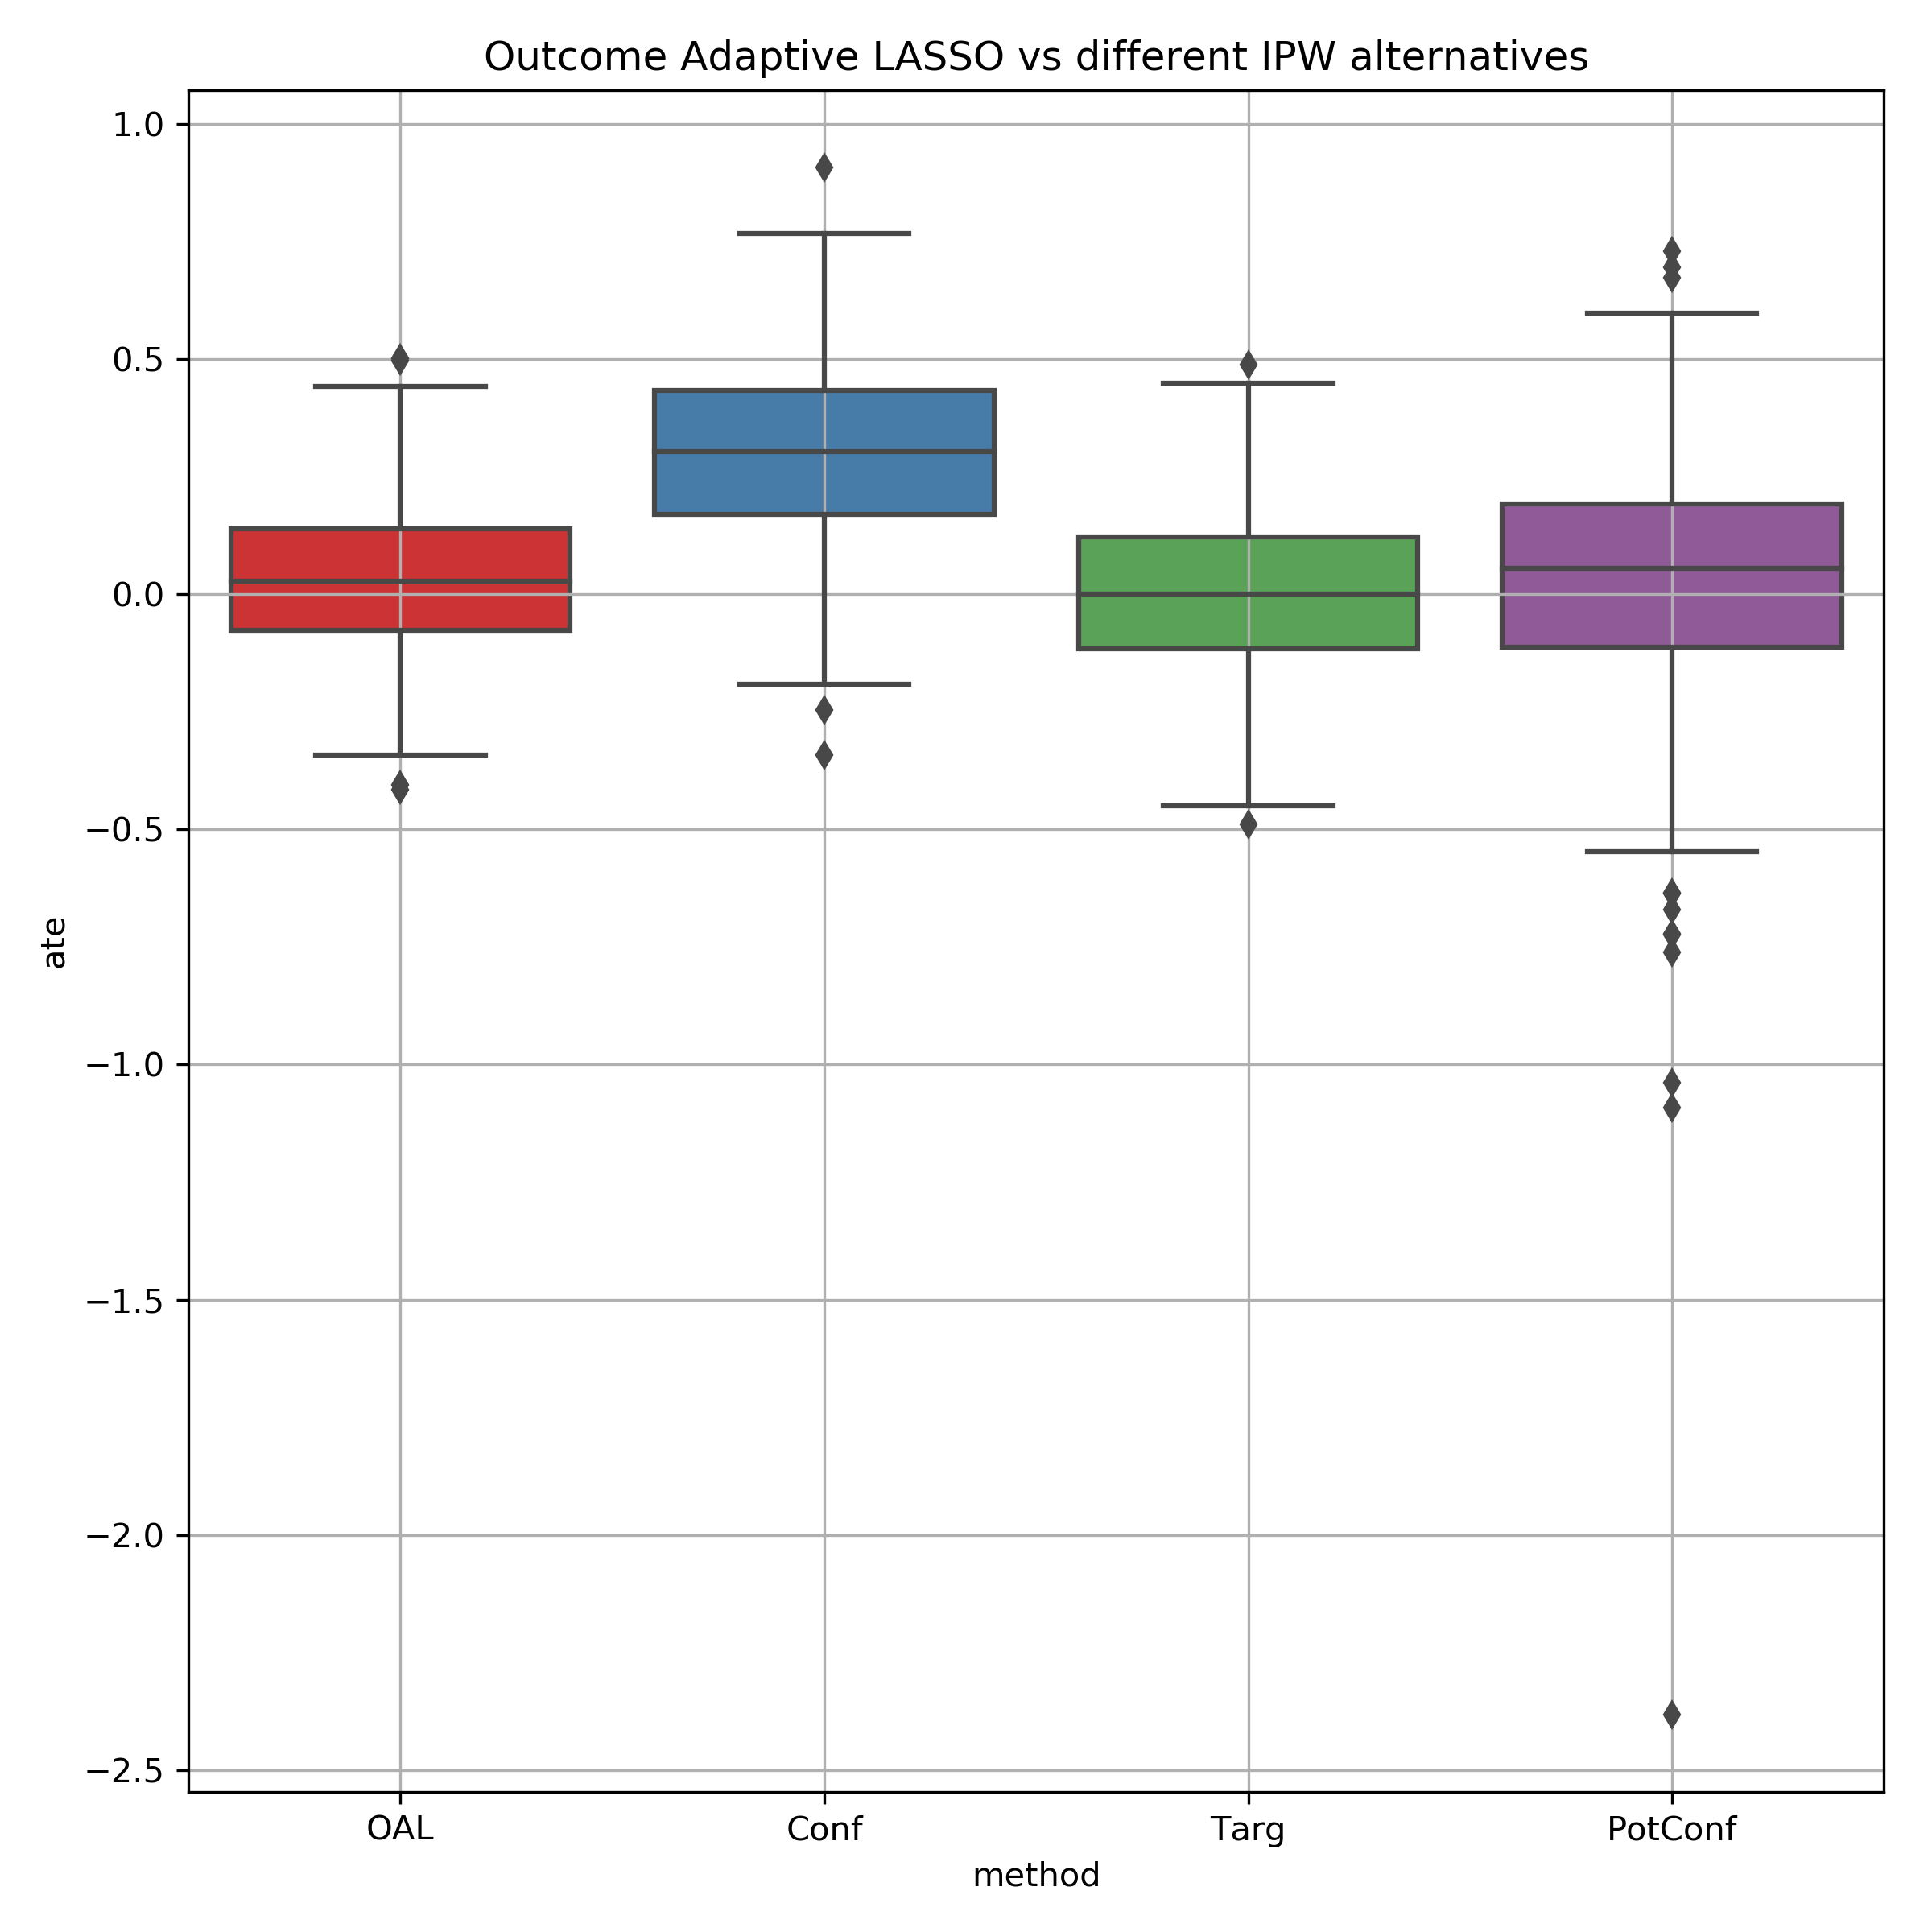 Outcome Adaptive LASSO vs different IPW alternatives
1.0
0.5
0.0
−0.5
−1.0
−1.5
−2.0
−2.5
ate
OAL Conf Targ PotConf
method